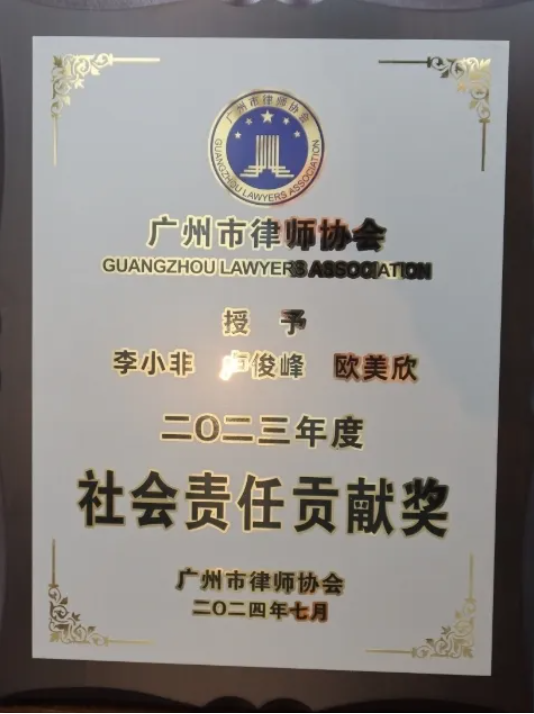 广州市律师协会
GUANGZHOU LAWYERS ASSOCIATION
广州市律师协会
GUANGZHOU LAWYERS ASSOCIATION
授 予
李小非 俊峰 欧美欣
二〇二三年度
社会责任贡献奖
广州市律师协会
二〇二四年七月